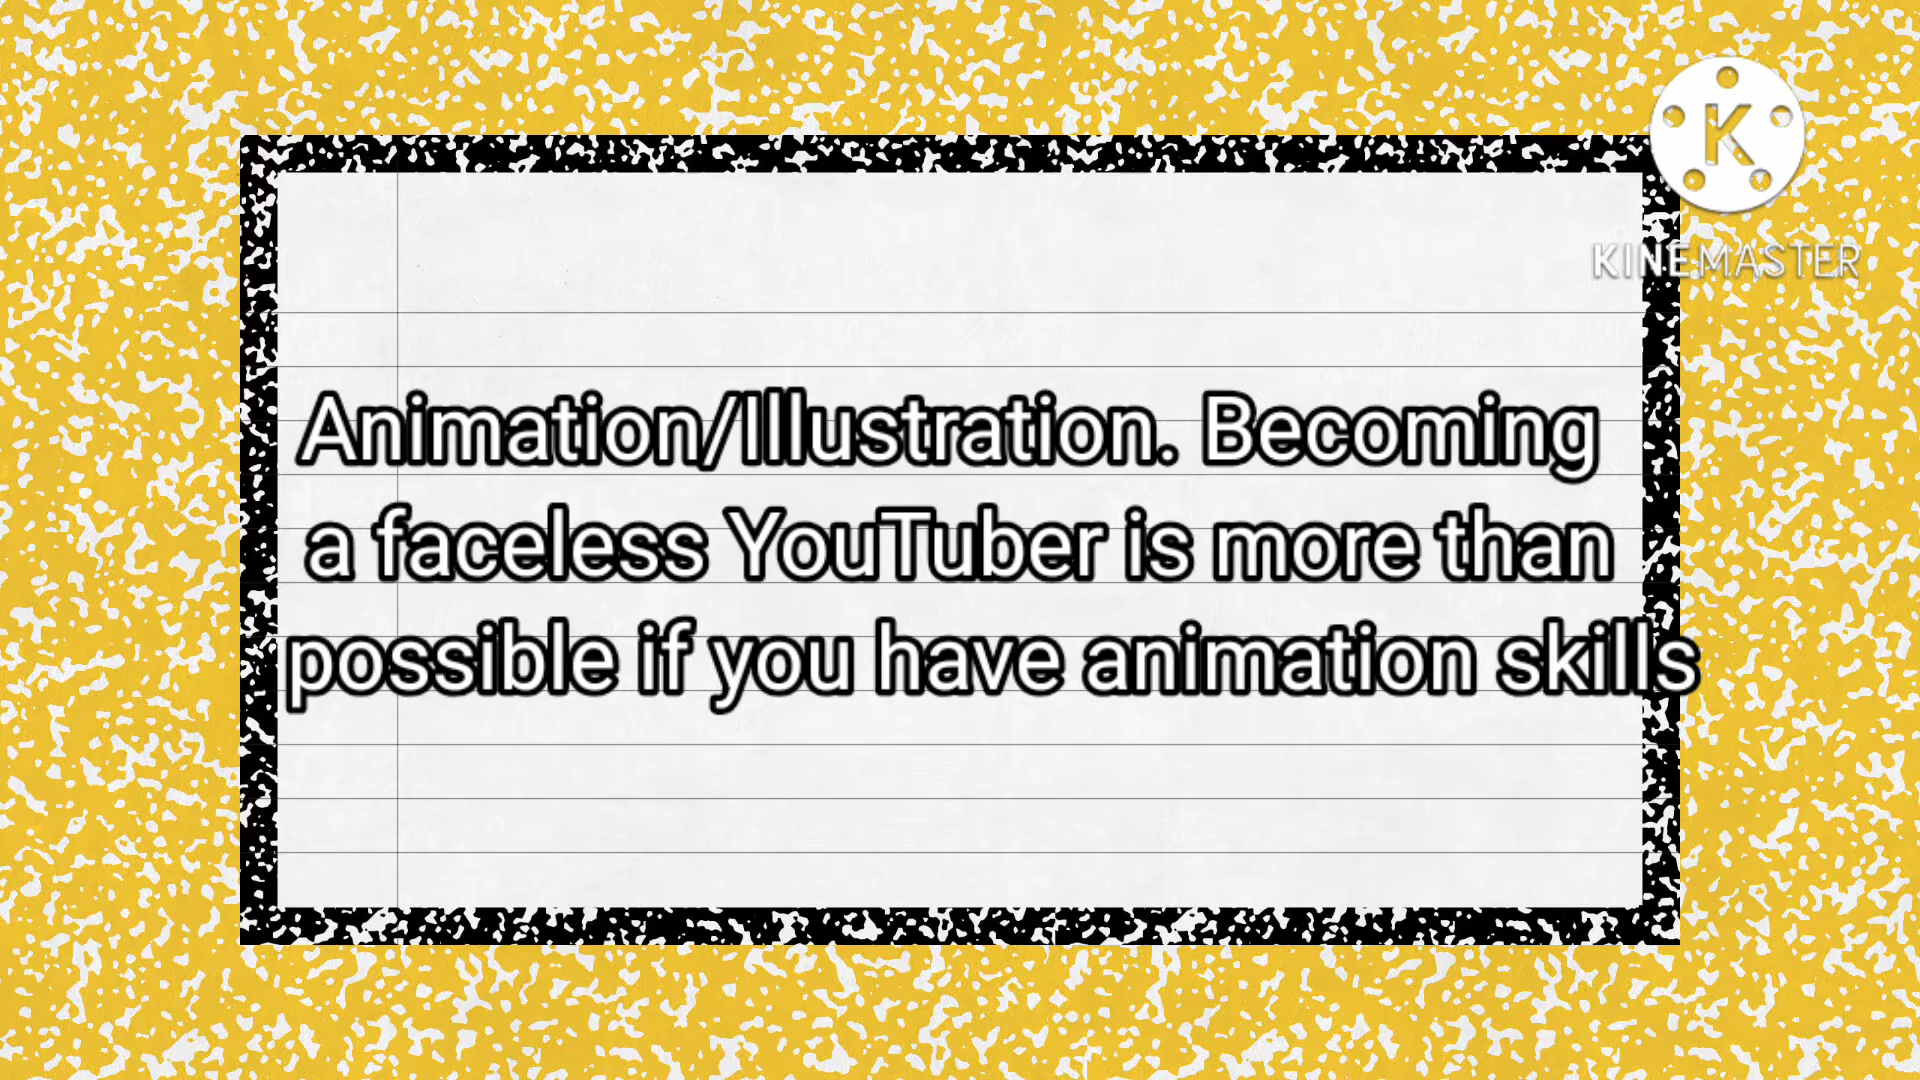 K
KINEMASTER
Animation/Illustration. Becoming
a faceless YouTuber is more than
possible if you have animation skills